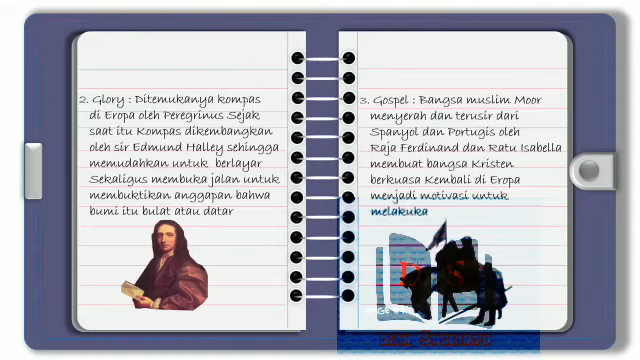 2. Glory : Ditemukanya kompas
di Eropa oleh Peregrinus Sejak
saat itu Kompas dikembangkan
oleh sir Edmund Halley sehingga
memudahkan untuk berlayar
Sekaligus membuka jalan untuk
membuktikan anggapan bahwa
bumi itu bulat atau datar
3. Gospel : Bangsa muslim Moor
menyerah dan terusir dari
Spanyol dan Portugis oleh
Raja Ferdinand dan Ratu Isabella
membuat bangsa Kristen
berkuasa Kembali di Eropa
menjadi motivasi untuk
melakuka